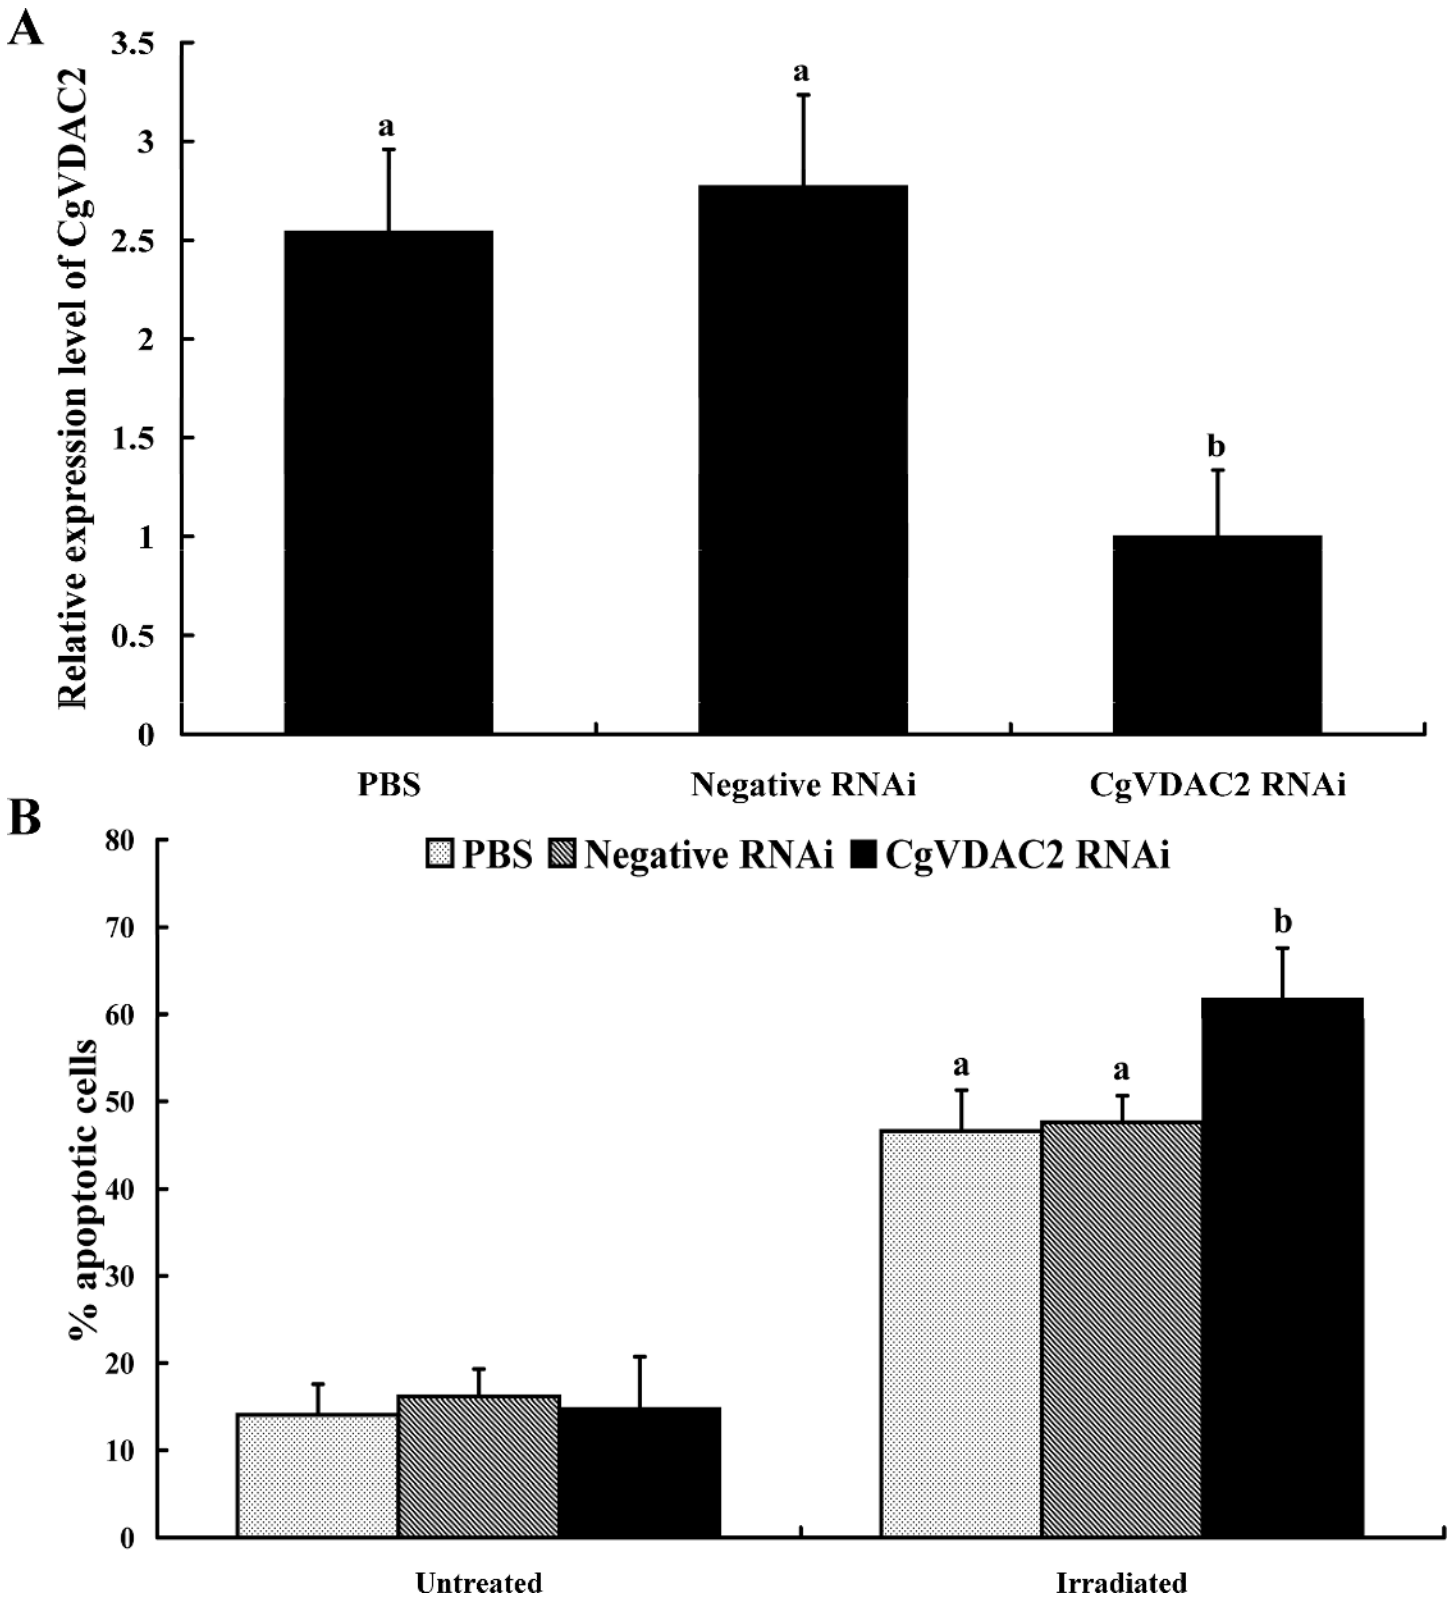 A
Relative expression level of CgVDAC2
3.5
3
2.5
2
1.5
1
0.5
0
a
a
b
PBS
Negative RNAi
CgVDAC2 RNAi
B
% apoptotic cells
80
70
60
50
40
30
20
10
0
PBS Negative RNAi CgVDAC2 RNAi
a
a
b
Untreated
Irradiated